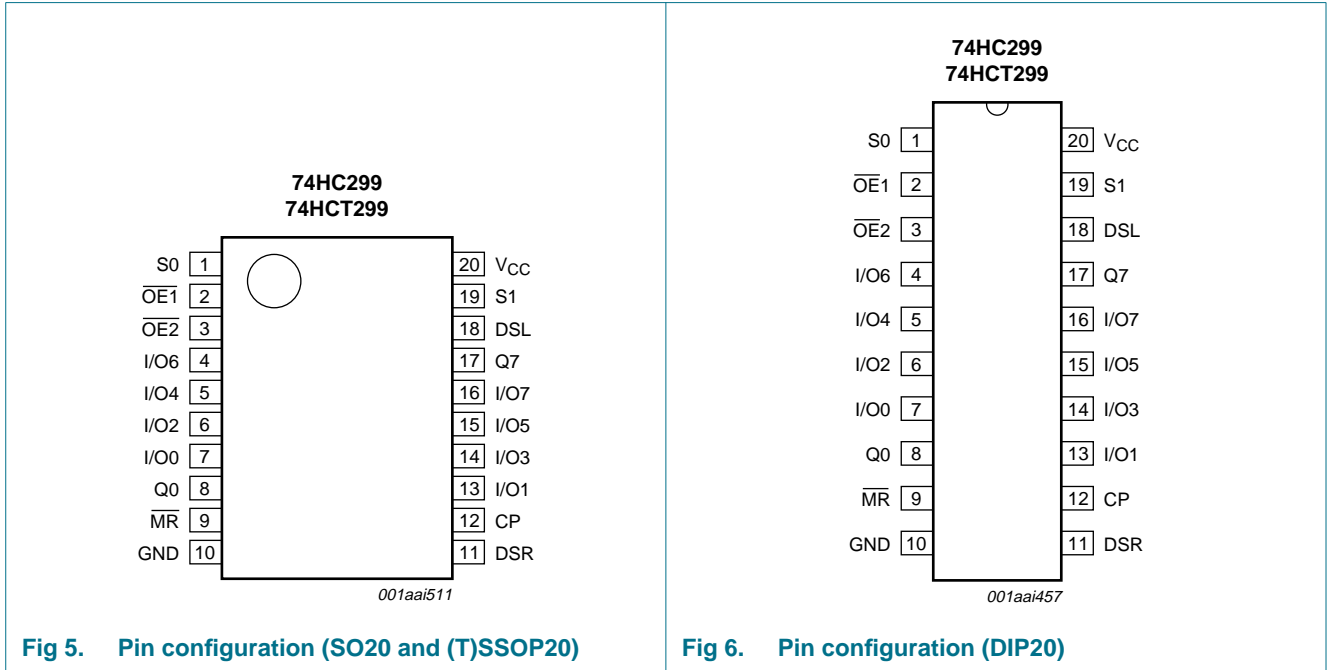 74HC299
74HCT299
S0 1
OE1 2
OE2 3
I/O6 4
I/O4 5
I/O2 6
I/O0 7
Q0 8
MR 9
GND 10
20 VCC
19 S1
18 DSL
17 Q7
16 I/O7
15 I/O5
14 I/O3
13 I/O1
12 CP
11 DSR
001aai511
Fig 5. Pin configuration (SO20 and (T)SSOP20)
74HC299
74HCT299
S0 1
OE1 2
OE2 3
I/O6 4
I/O4 5
I/O2 6
I/O0 7
Q0 8
MR 9
GND 10
20 VCC
19 S1
18 DSL
17 Q7
16 I/O7
15 I/O5
14 I/O3
13 I/O1
12 CP
11 DSR
001aai457
Fig 6. Pin configuration (DIP20)